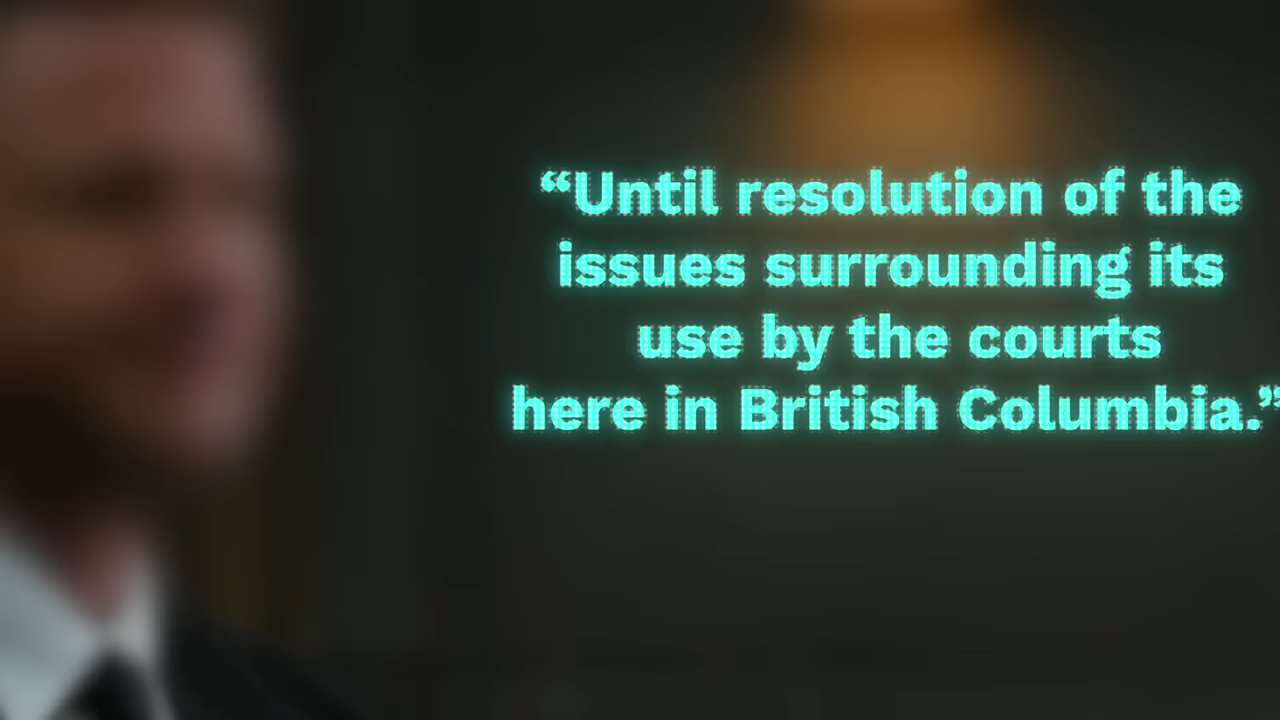 “Until resolution of the
issues surrounding its
use by the courts
here in British Columbia.”